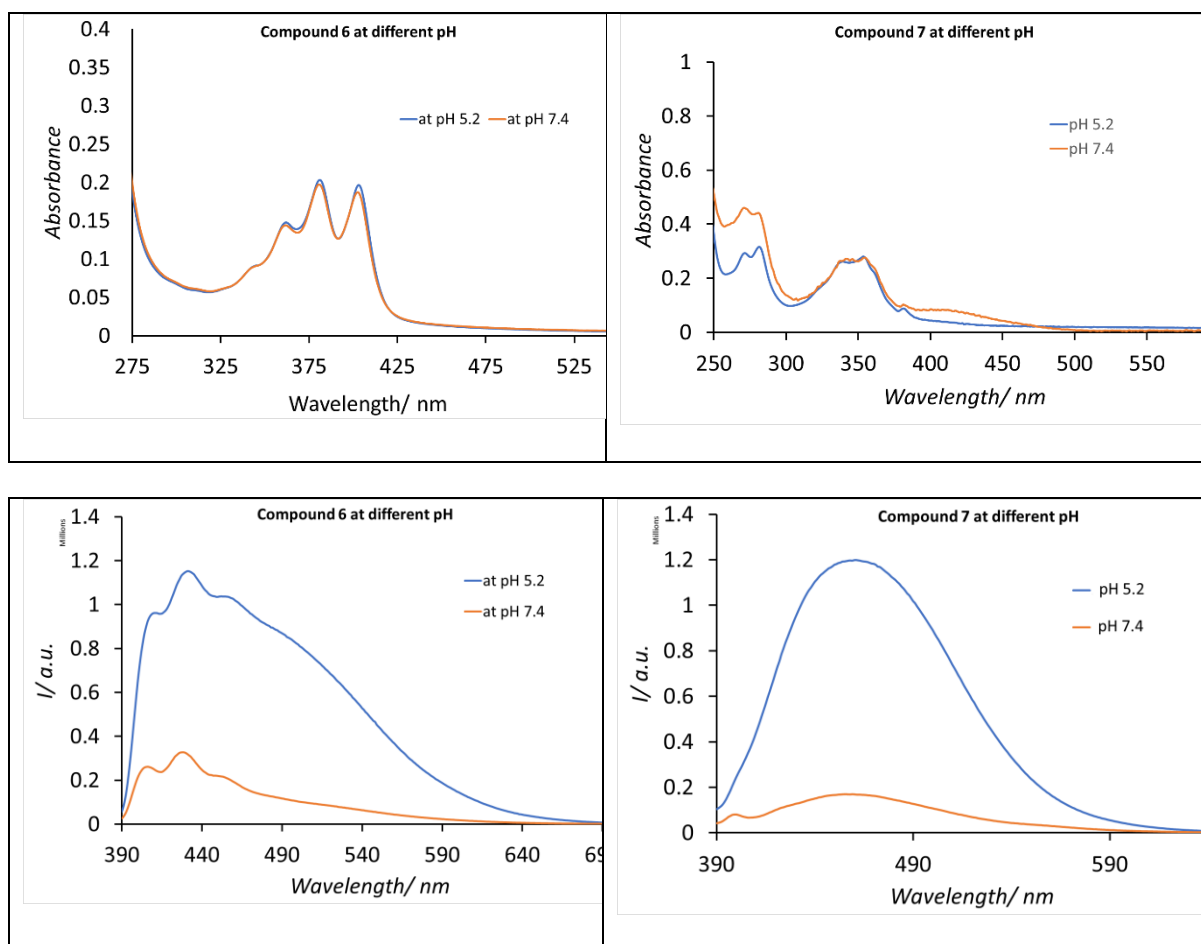 Compound 6 at different pH
0.4
0.35
0.3
0.25
0.2
0.15
0.1
0.05
0
Absorbance
at pH 5.2 at pH 7.4
275 325 375 425 475 525
Wavelength/ nm
Compound 7 at different pH
1
0.8
0.6
0.4
0.2
0
Absorbance
pH 5.2
pH 7.4
250 300 350 400 450 500 550
Wavelength/ nm
Compound 6 at different pH
Millions
1.4
1.2
1
0.8
0.6
0.4
0.2
0
I/ a.u.
at pH 5.2
at pH 7.4
390 440 490 540 590 640 69
Wavelength/ nm
Compound 7 at different pH
Millions
1.4
1.2
1
0.8
0.6
0.4
0.2
0
I/ a.u.
pH 5.2
pH 7.4
390 490 590
Wavelength/ nm